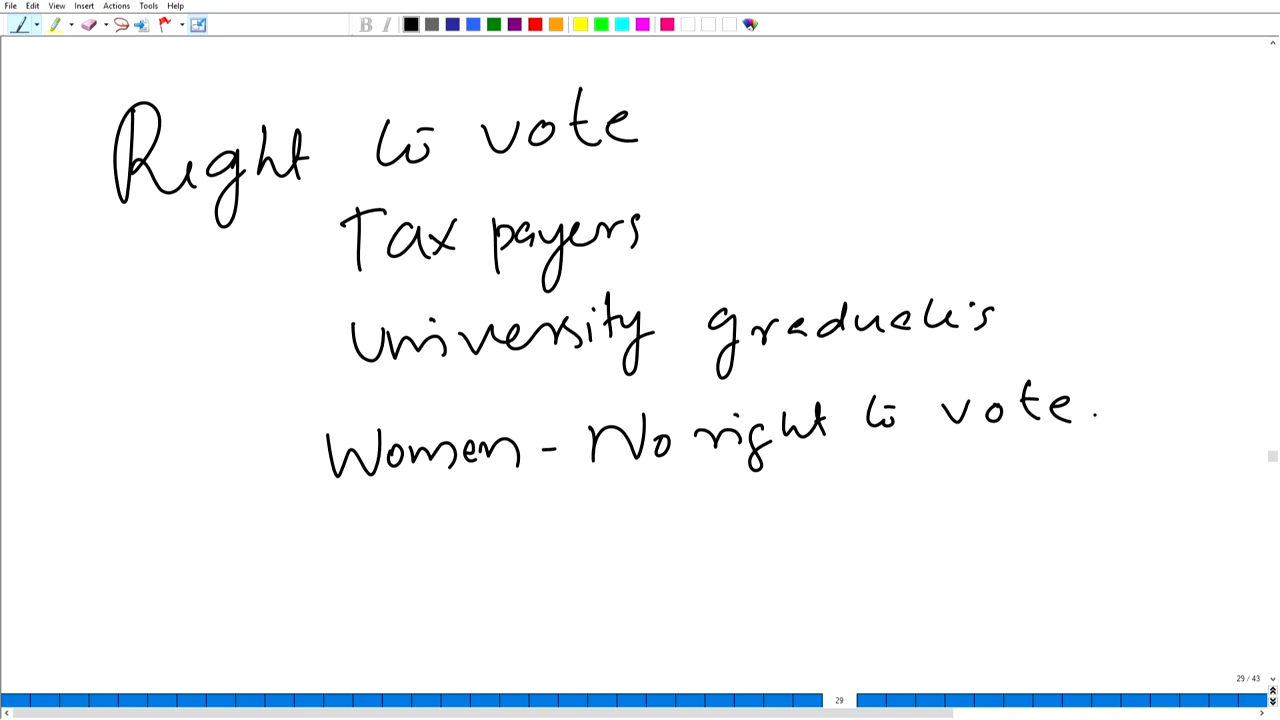 File Edit View Insert Actions Tools Help
B I
Right to vote
Tax payers
University graduates
Women - No right to vote.
29 / 43
29